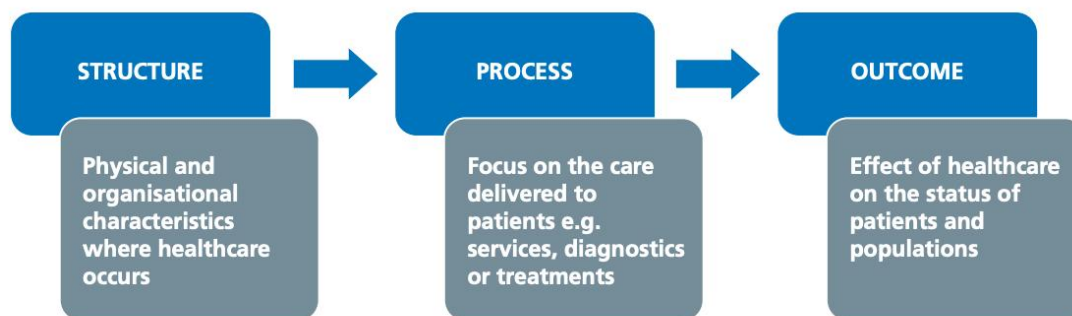 STRUCTURE
Physical and
organisational
characteristics
where healthcare
occurs
PROCESS
Focus on the care
delivered to
patients e.g.
services, diagnostics
or treatments
OUTCOME
Effect of healthcare
on the status of
patients and
populations